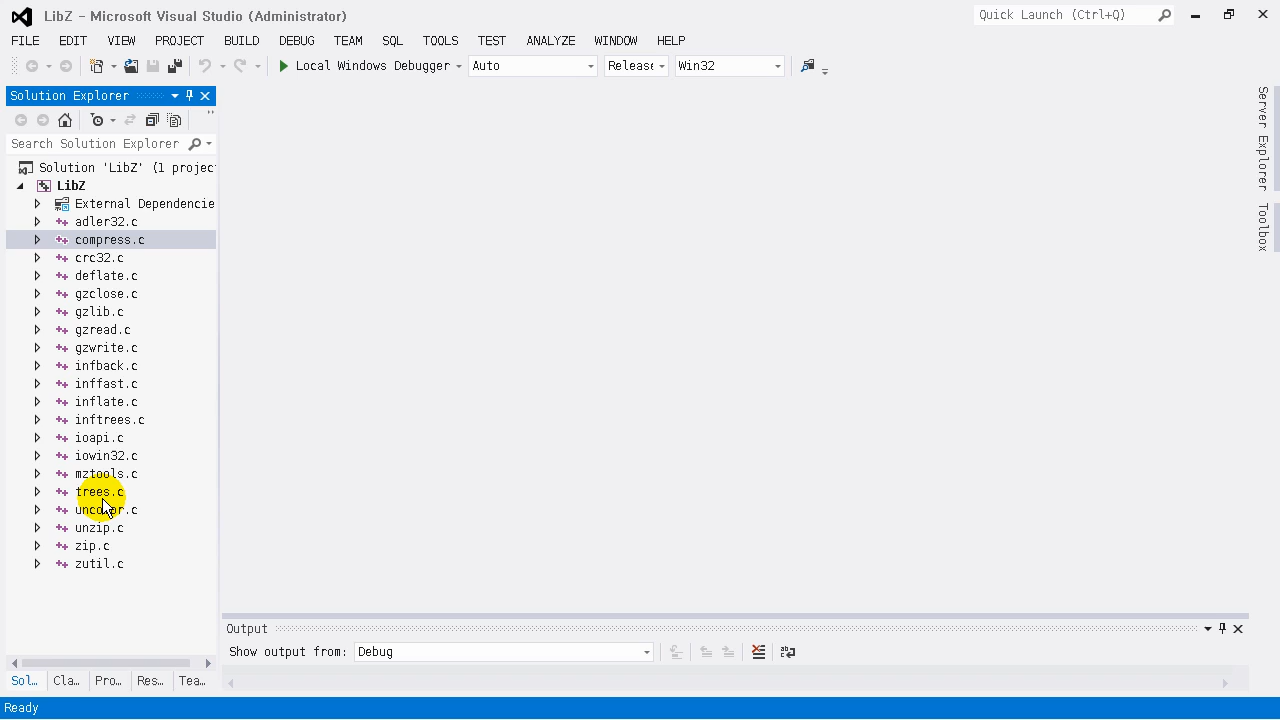 LibZ - Microsoft Visual Studio (Administrator)
Quick Launch (Ctrl+Q)
FILE EDIT VIEW PROJECT BUILD DEBUG TEAM SQL TOOLS TEST ANALYZE WINDOW HELP
Local Windows Debugger Auto Release Win32
Solution Explorer
Search Solution Explorer
Solution 'LibZ' (1 projec
LibZ
External Dependencie
adler32.c
compress.c
crc32.c
deflate.c
gzclose.c
gzlib.c
gzread.c
gzwrite.c
infback.c
inffast.c
inflate.c
inftrees.c
ioapi.c
iowin32.c
mztools.c
trees.c
unzip.c
zip.c
zutil.c
Sol... Cla... Pro... Res... Tea...
Server Explorer
Toolbox
Output
Show output from: Debug
Ready